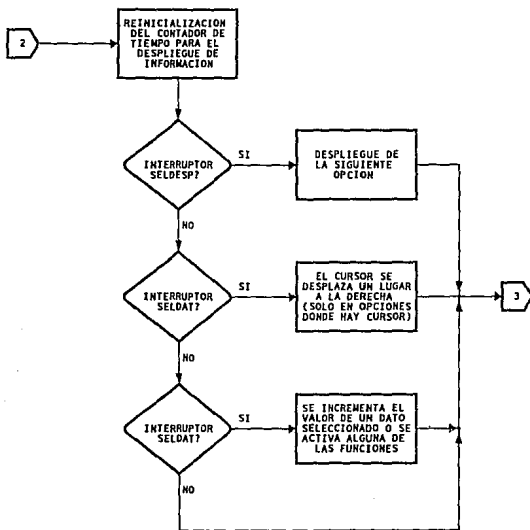 2
REINICIALIZACION
DEL CONTADOR DE
TIEMPO PARA EL
DESPLIEGUE DE
INFORMACION
INTERRUPTOR
SELDESP?
SI
DESPLIEGUE DE
LA SIGUIENTE
OPCION
NO
INTERRUPTOR
SELDAT?
SI
EL CURSOR SE
DESPLAZA UN LUGAR
A LA DERECHA
(SOLO EN OPCIONES
DONDE HAY CURSOR)
3
NO
INTERRUPTOR
SELDAT?
SI
SE INCREMENTA EL
VALOR DE UN DATO
SELECCIONADO O SE
ACTIVA ALGUNA DE
LAS FUNCIONES
NO